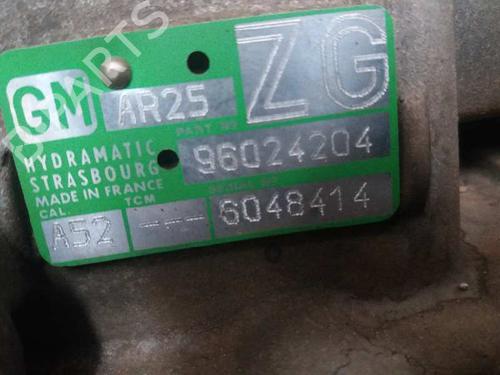 GM AR25 ZG
PART NO
HYDRAMATIC
STRASBOURG
96024204
MADE IN FRANCE
CAL. TCM SERIAL NO
A52 --- 6048414